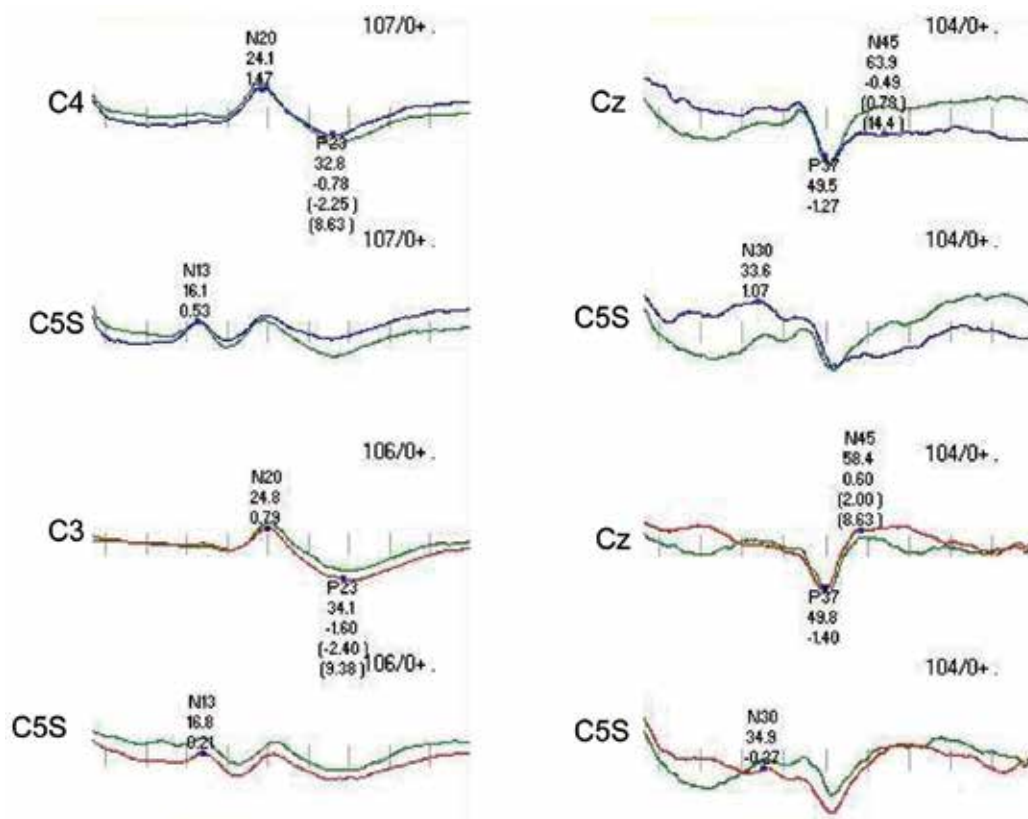 107/0+.
N20
24.1
1.17
C4
P23
32.8
-0.78
(-2.25)
(8.63)
107/0+.
N13
16.1
0.53
C5S
106/0+.
N20
24.8
0.79
C3
P23
34.1
-1.60
(-2.40)
(9.38)
106/0+.
N13
16.8
0.21
C5S
104/0+.
N45
63.9
-0.49
(0.78)
(14.4)
Cz
P37
49.5
-1.27
104/0+.
N30
33.6
1.07
C5S
104/0+.
N45
58.4
0.60
(2.00)
(8.63)
Cz
P37
49.8
-1.40
104/0+.
N30
34.9
-0.37
C5S